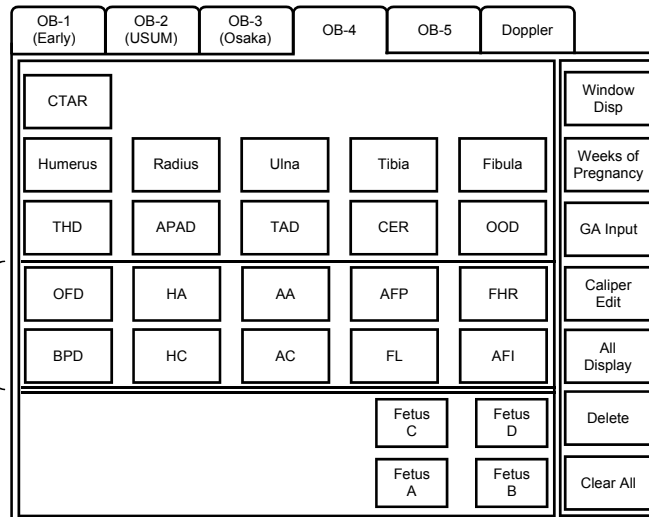 OB-1
(Early)
OB-2
(USUM)
OB-3
(Osaka)
OB-4
OB-5
Doppler
CTAR
Window
Disp
Humerus
Radius
Ulna
Tibia
Fibula
Weeks of
Pregnancy
THD
APAD
TAD
CER
OOD
GA Input
OFD
HA
AA
AFP
FHR
Caliper
Edit
BPD
HC
AC
FL
AFI
All
Display
Fetus
C
Fetus
D
Delete
Fetus
A
Fetus
B
Clear All